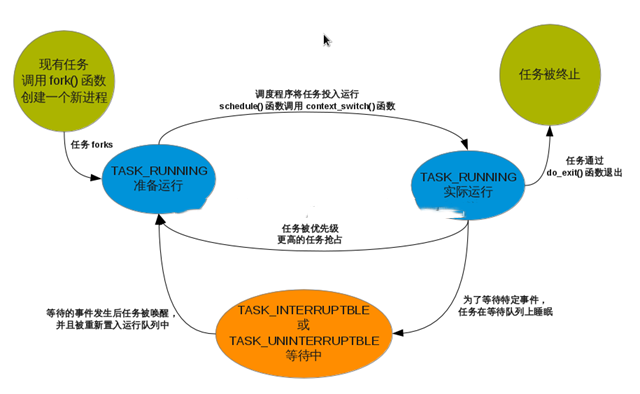 现有任务
调用 fork() 函数
创建一个新进程
任务被终止
调度程序将任务投入运行
schedule() 函数调用 context_switch() 函数
任务 forks
任务通过
do_exit() 函数退出
TASK_RUNNING
准备运行
TASK_RUNNING
实际运行
任务被优先级
更高的任务抢占
等待的事件发生后任务被唤醒，
并且被重新置入运行队列中
TASK_INTERRUPTBLE
或
TASK_UNINTERRUPTBLE
等待中
为了等待特定事件，
任务在等待队列上睡眠